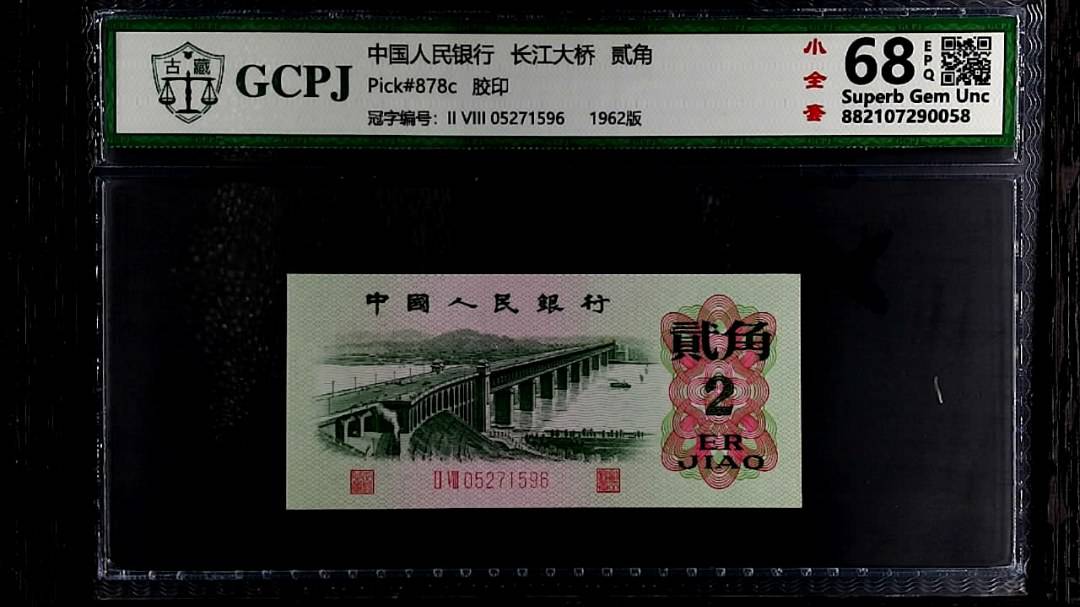 古 藏
GCPJ
中国人民银行 长江大桥 贰角
Pick#878c 胶印
冠字编号: II VIII 05271596 1962版
小全套
68
EPQ
Superb Gem Unc
882107290058
中國人民銀行
貳角
2
ER
JIAO
II VIII 05271596